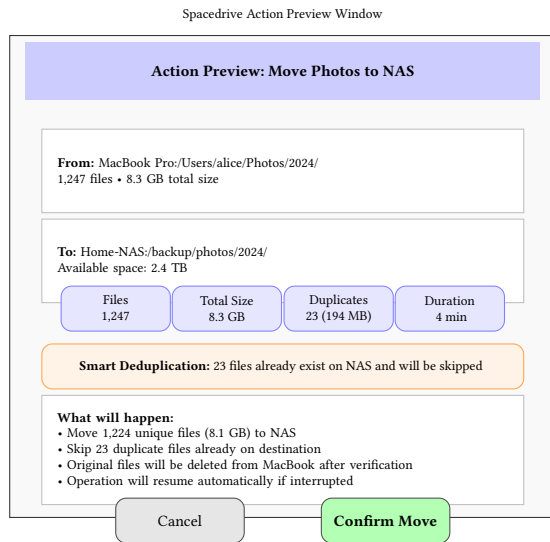 Spacedrive Action Preview Window
Action Preview: Move Photos to NAS
From: MacBook Pro:/Users/alice/Photos/2024/
1,247 files • 8.3 GB total size
To: Home-NAS:/backup/photos/2024/
Available space: 2.4 TB
Files
1,247
Total Size
8.3 GB
Duplicates
23 (194 MB)
Duration
4 min
Smart Deduplication: 23 files already exist on NAS and will be skipped
What will happen:
• Move 1,224 unique files (8.1 GB) to NAS
• Skip 23 duplicate files already on destination
• Original files will be deleted from MacBook after verification
• Operation will resume automatically if interrupted
Cancel
Confirm Move